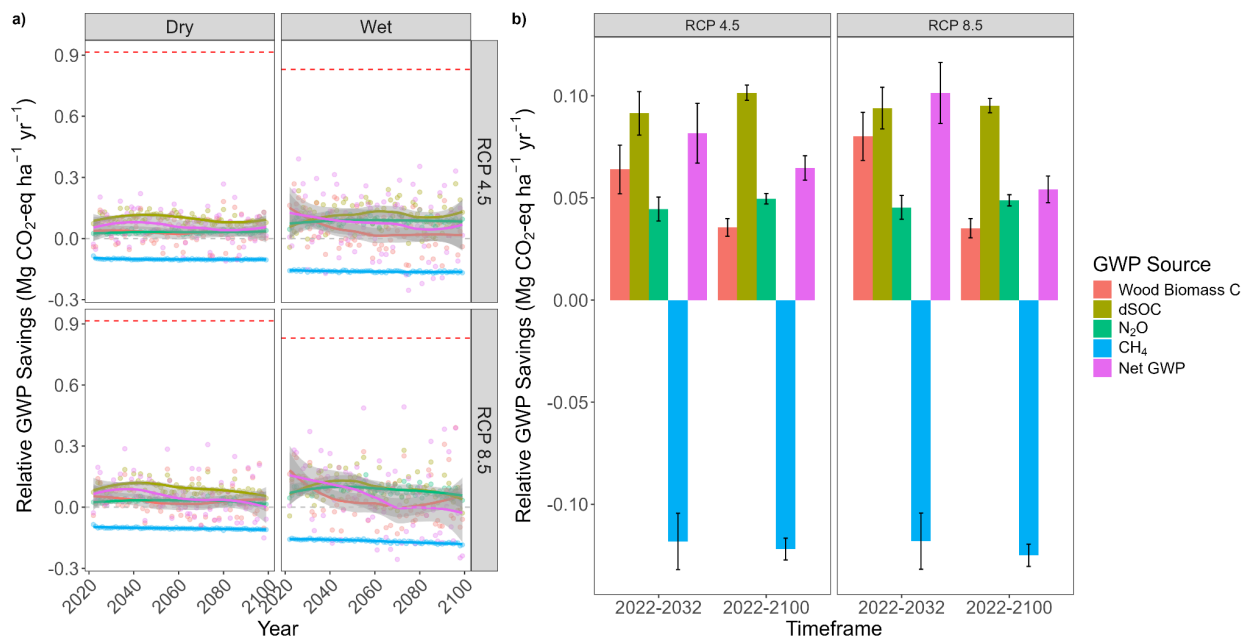 a)
Dry
Wet
Relative GWP Savings (Mg CO₂-eq ha⁻¹ yr⁻¹)
0.9
0.6
0.3
0.0
-0.3
RCP 4.5
0.9
0.6
0.3
0.0
-0.3
RCP 8.5
2020
2040
2060
2080
2100
2020
2040
2060
2080
2100
Year
b)
RCP 4.5
RCP 8.5
Relative GWP Savings (Mg CO₂-eq ha⁻¹ yr⁻¹)
0.10
0.05
0.00
-0.05
-0.10
2022-2032
2022-2100
2022-2032
2022-2100
Timeframe
GWP Source
Wood Biomass C
dSOC
N₂O
CH₄
Net GWP